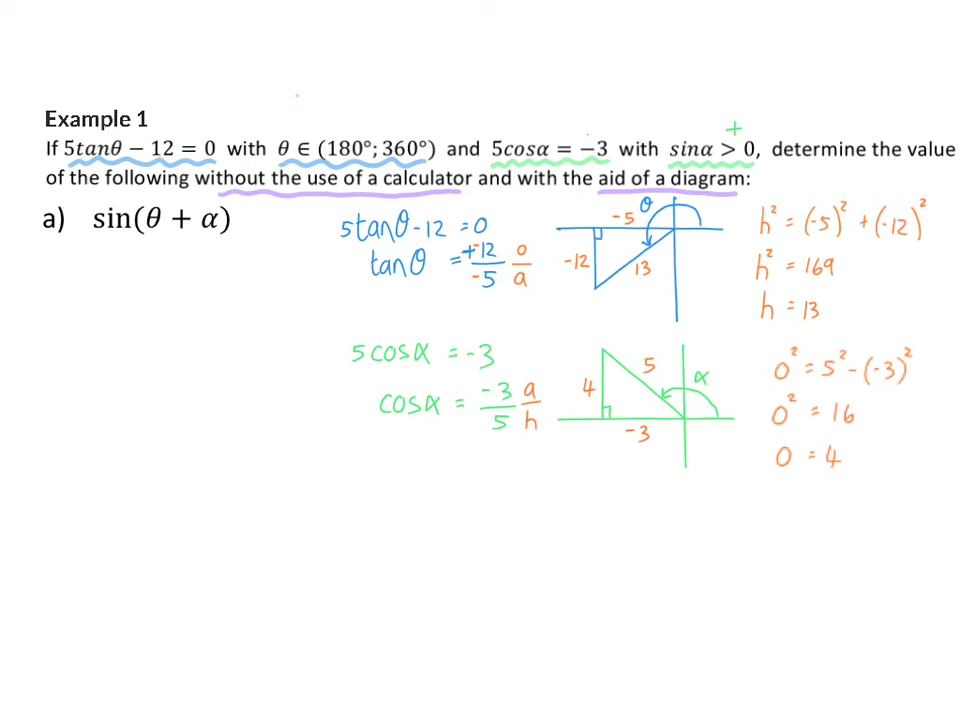 Example 1
If 5tanθ − 12 = 0 with θ ∈ (180°; 360°) and 5cosα = −3 with sinα > 0, determine the value
+
of the following without the use of a calculator and with the aid of a diagram:
a) sin(θ + α)
5tanθ - 12 = 0
tanθ = +-12/-5 o/a
θ
-5
-12
13
h² = (-5)² + (-12)²
h² = 169
h = 13
5cosα = -3
cosα = -3/5 a/h
α
5
4
-3
o² = 5² - (-3)²
o² = 16
o = 4